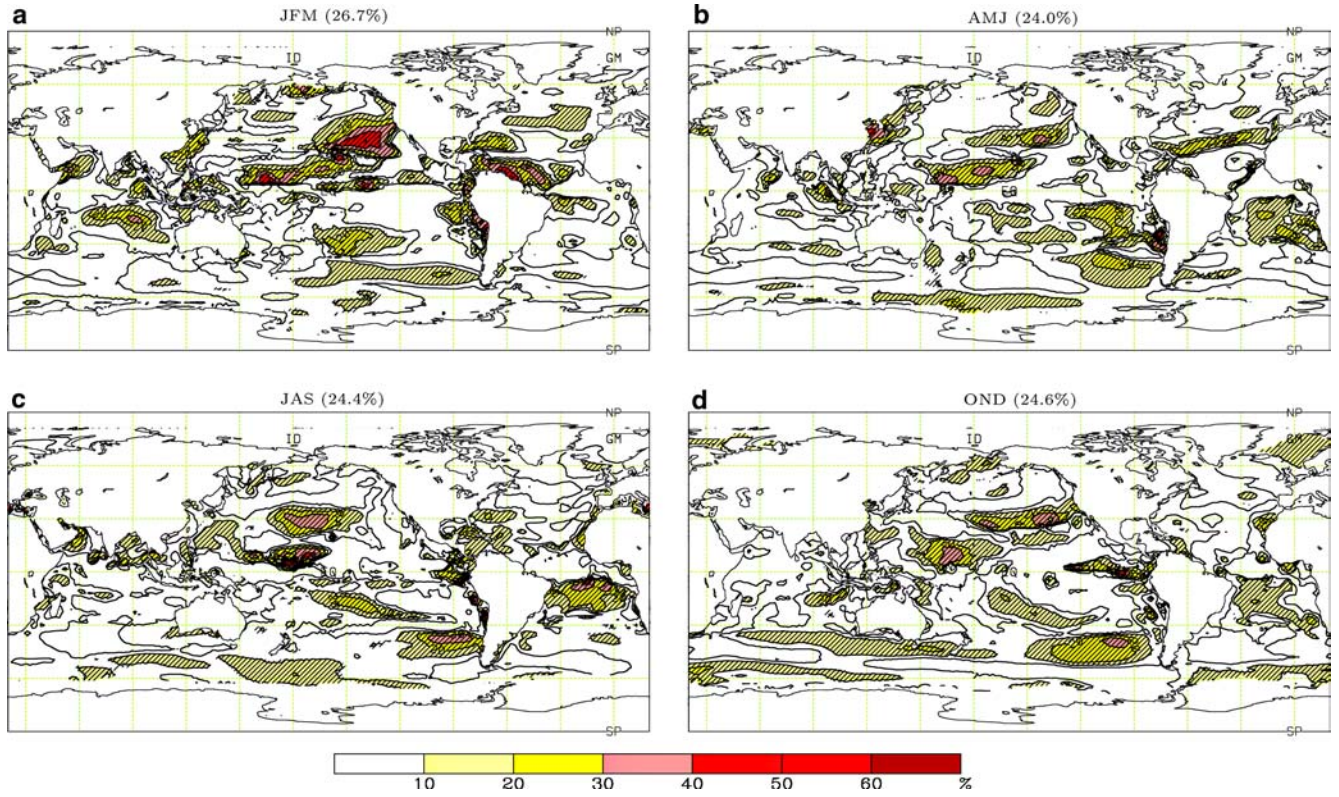 a JFM (26.7%)
NP
ID GM
SP
b AMJ (24.0%)
NP
ID GM
SP
c JAS (24.4%)
NP
ID GM
SP
d OND (24.6%)
NP
ID GM
SP
10 20 30 40 50 60 %